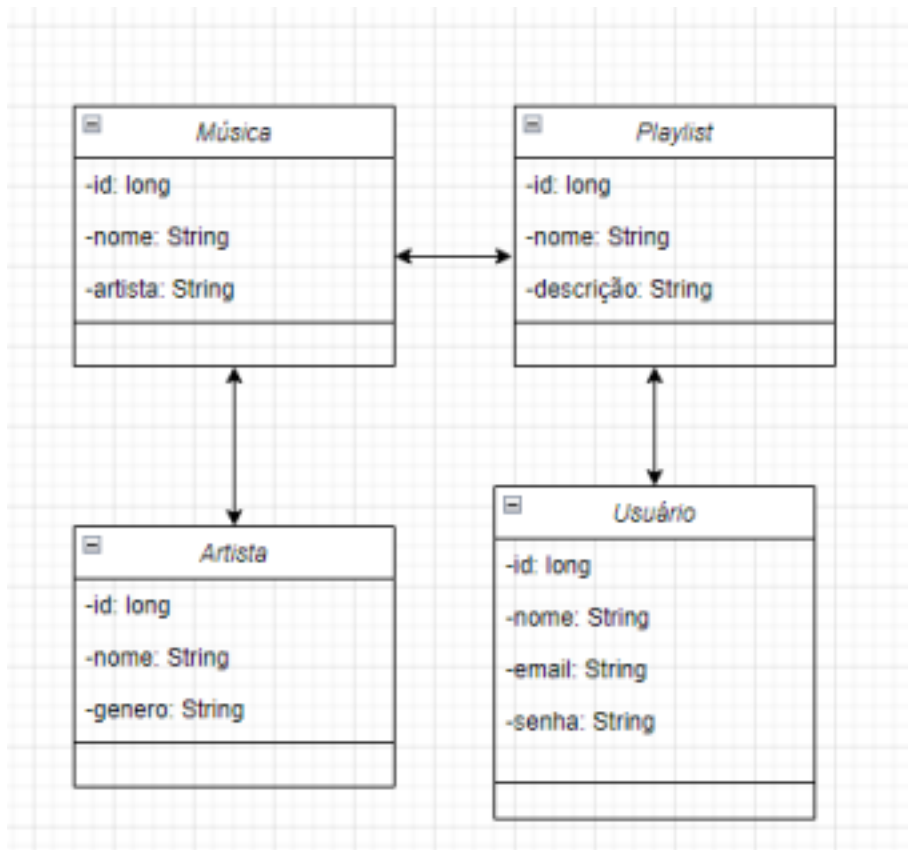 Música
-id: long
-nome: String
-artista: String
Playlist
-id: long
-nome: String
-descrição: String
Artista
-id: long
-nome: String
-genero: String
Usuário
-id: long
-nome: String
-email: String
-senha: String